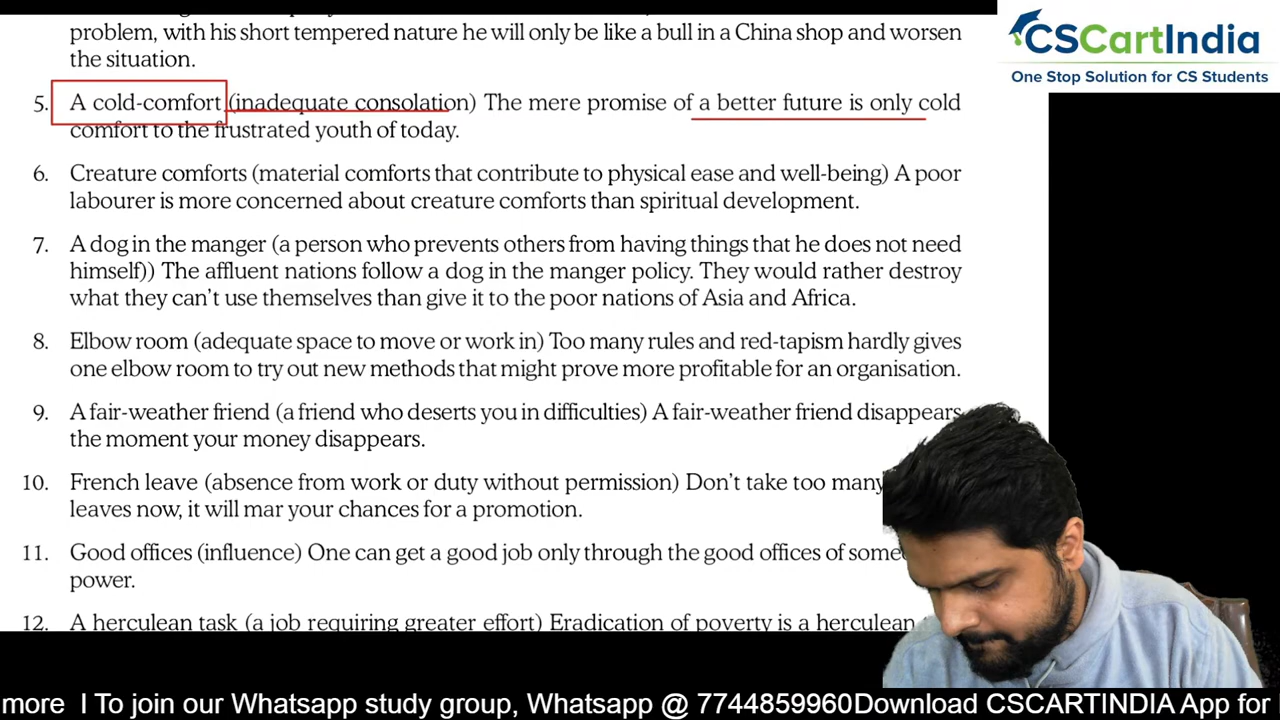 problem, with his short tempered nature he will only be like a bull in a China shop and worsen
the situation.
5. A cold-comfort (inadequate consolation) The mere promise of a better future is only cold
comfort to the frustrated youth of today.
6. Creature comforts (material comforts that contribute to physical ease and well-being) A poor
labourer is more concerned about creature comforts than spiritual development.
7. A dog in the manger (a person who prevents others from having things that he does not need
himself)) The affluent nations follow a dog in the manger policy. They would rather destroy
what they can't use themselves than give it to the poor nations of Asia and Africa.
8. Elbow room (adequate space to move or work in) Too many rules and red-tapism hardly gives
one elbow room to try out new methods that might prove more profitable for an organisation.
9. A fair-weather friend (a friend who deserts you in difficulties) A fair-weather friend disappears
the moment your money disappears.
10. French leave (absence from work or duty without permission) Don't take too many
leaves now, it will mar your chances for a promotion.
11. Good offices (influence) One can get a good job only through the good offices of
power.
12. A herculean task (a job requiring greater effort) Eradication of poverty is a herculean
CSCartIndia
One Stop Solution for CS Students
more I To join our Whatsapp study group, Whatsapp @ 7744859960Download CSCARTINDIA App for